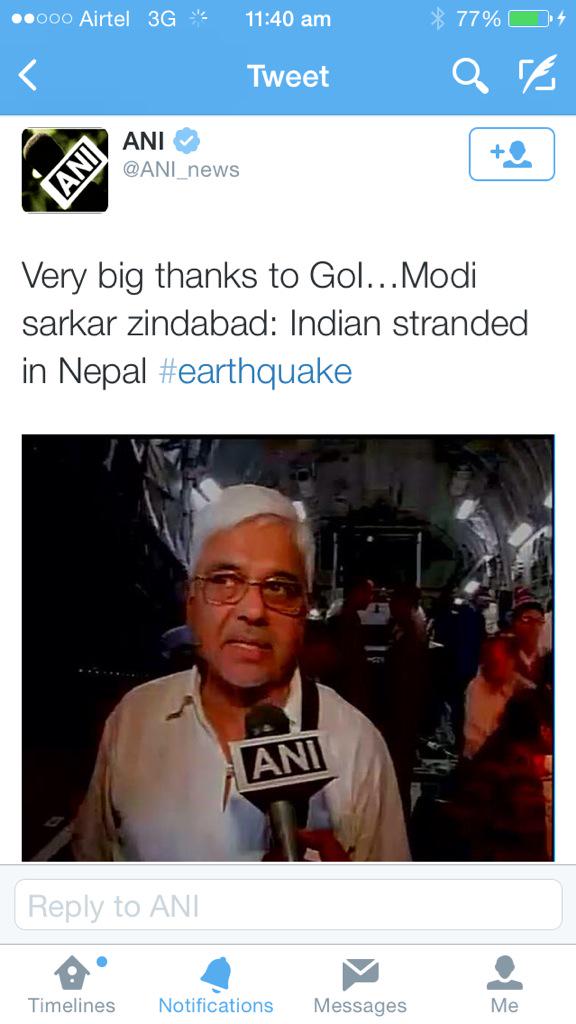 Airtel 3G 11:40 am 77%
Tweet
ANI
ANI
@ANI_news
Very big thanks to GoI...Modi
sarkar zindabad: Indian stranded
in Nepal #earthquake
ANI
Reply to ANI
Timelines Notifications Messages Me